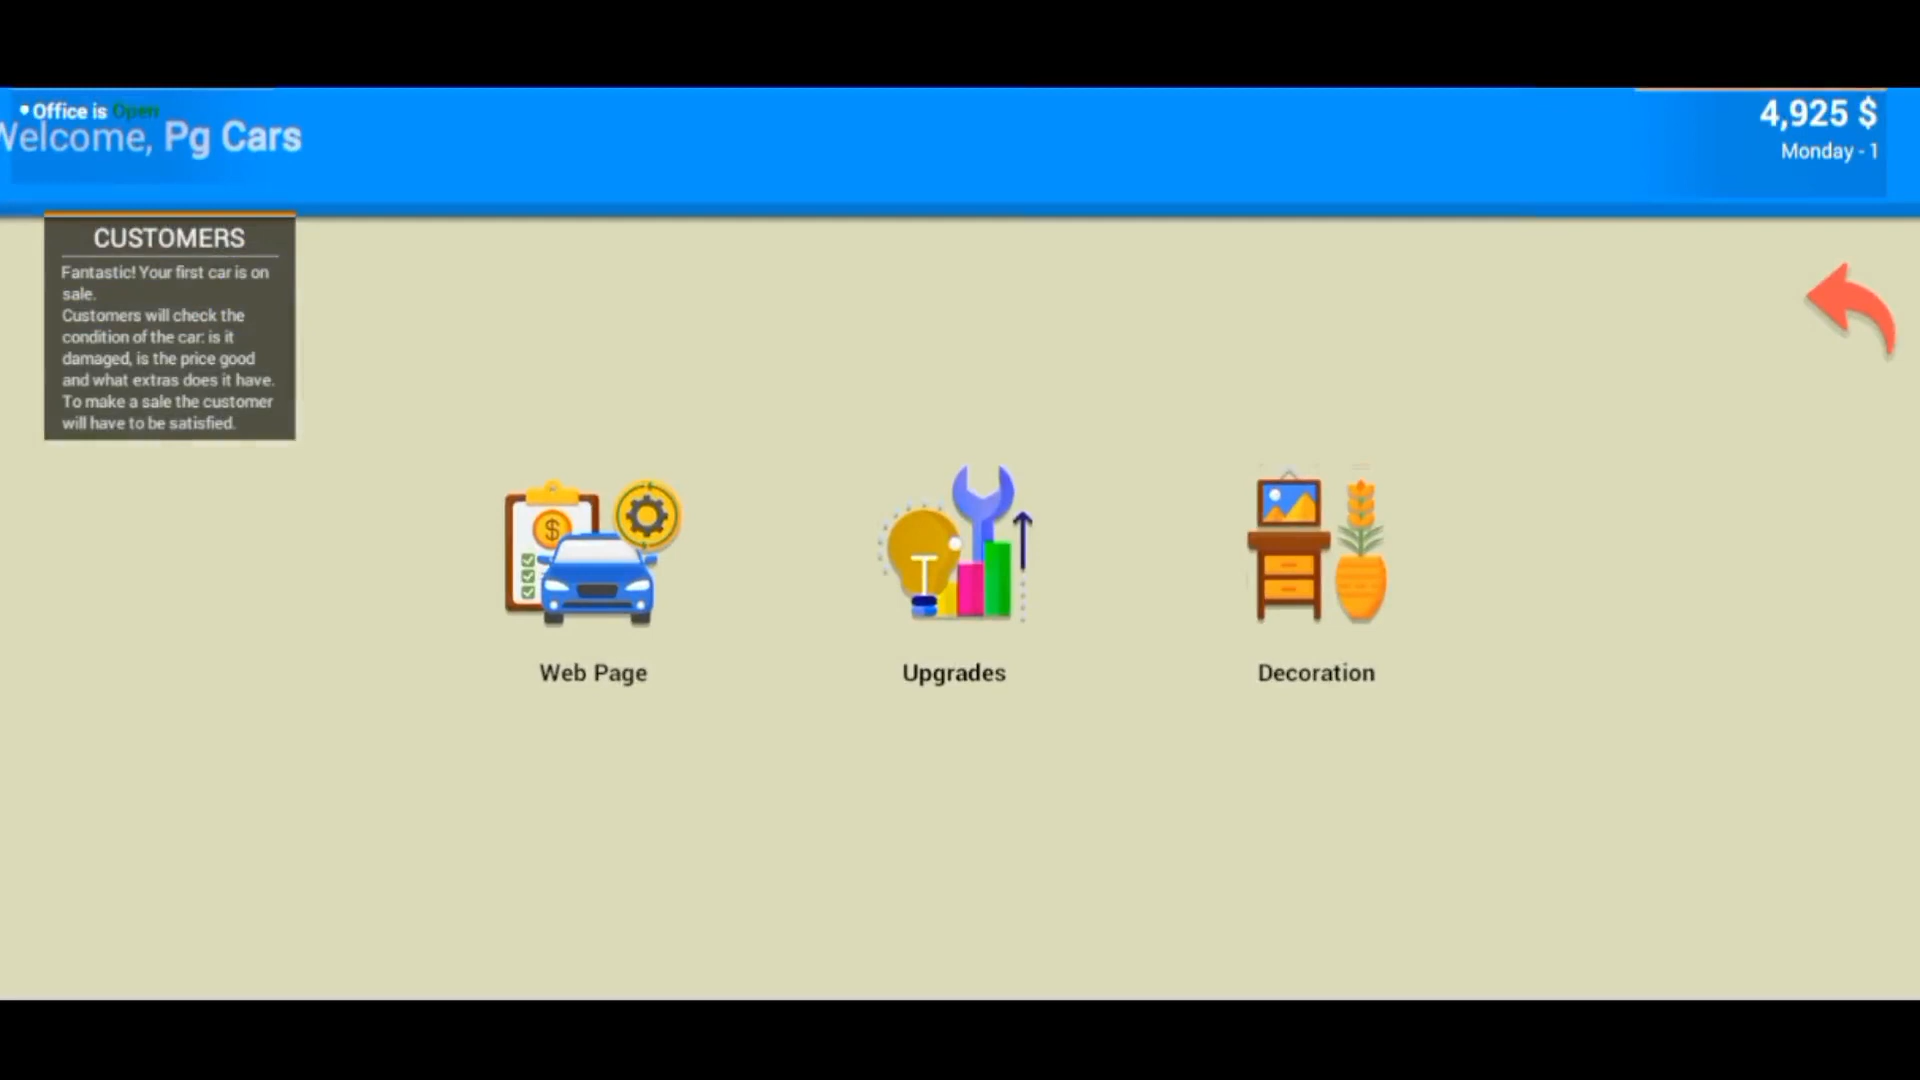 Office is Open
Welcome, Pg Cars
4,925 $
Monday - 1
CUSTOMERS
Fantastic! Your first car is on
sale.
Customers will check the
condition of the car: is it
damaged, is the price good
and what extras does it have.
To make a sale the customer
will have to be satisfied.
$
Web Page
Upgrades
Decoration